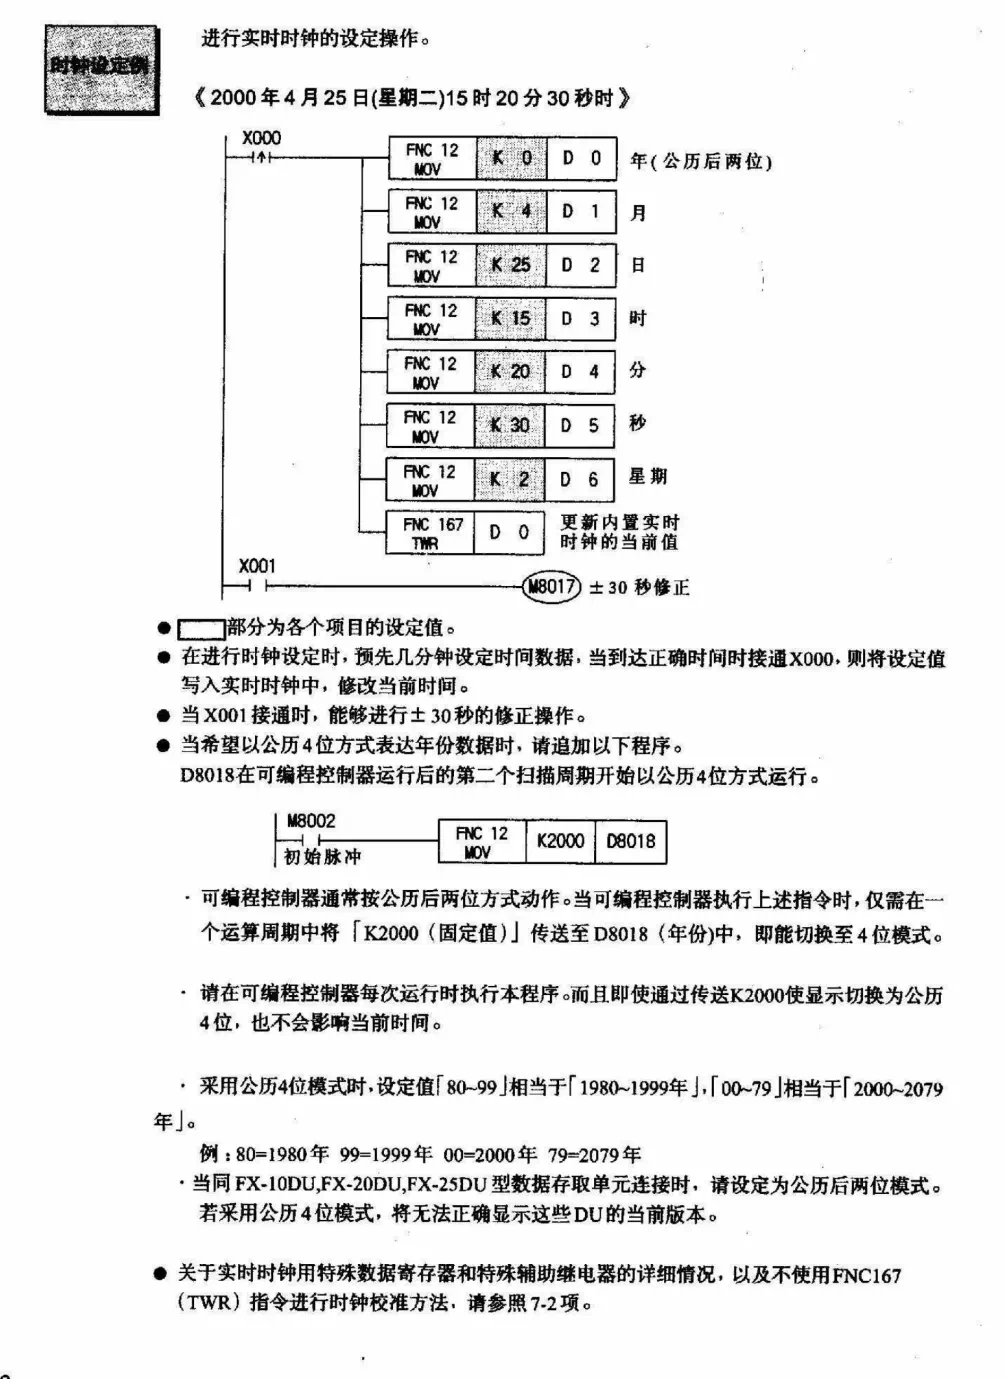 时钟设定例
进行实时时钟的设定操作。
《2000年4月25日(星期二)15时20分30秒时》
X000
FNC 12 MOV K 0 D 0 年(公历后两位)
FNC 12 MOV K 4 D 1 月
FNC 12 MOV K 25 D 2 日
FNC 12 MOV K 15 D 3 时
FNC 12 MOV K 20 D 4 分
FNC 12 MOV K 30 D 5 秒
FNC 12 MOV K 2 D 6 星期
FNC 167 TWR D 0 更新内置实时
时钟的当前值
X001
M8017 ±30秒修正
● 部分为各个项目的设定值。
● 在进行时钟设定时，预先几分钟设定时间数据，当到达正确时间时接通X000，则将设定值
写入实时时钟中，修改当前时间。
● 当X001接通时，能够进行±30秒的修正操作。
● 当希望以公历4位方式表达年份数据时，请追加以下程序。
D8018在可编程控制器运行后的第二个扫描周期开始以公历4位方式运行。
M8002
初始脉冲
FNC 12 MOV K2000 D8018
· 可编程控制器通常按公历后两位方式动作。当可编程控制器执行上述指令时，仅需在一
个运算周期中将「K2000（固定值）」传送至D8018（年份)中，即能切换至4位模式。
· 请在可编程控制器每次运行时执行本程序。而且即使通过传送K2000使显示切换为公历
4位，也不会影响当前时间。
· 采用公历4位模式时，设定值「80~99」相当于「1980~1999年」，「00~79」相当于「2000~2079
年」。
例：80=1980年 99=1999年 00=2000年 79=2079年
·当同FX-10DU,FX-20DU,FX-25DU型数据存取单元连接时，请设定为公历后两位模式。
若采用公历4位模式，将无法正确显示这些DU的当前版本。
● 关于实时时钟用特殊数据寄存器和特殊辅助继电器的详细情况，以及不使用FNC167
（TWR）指令进行时钟校准方法，请参照7-2项。